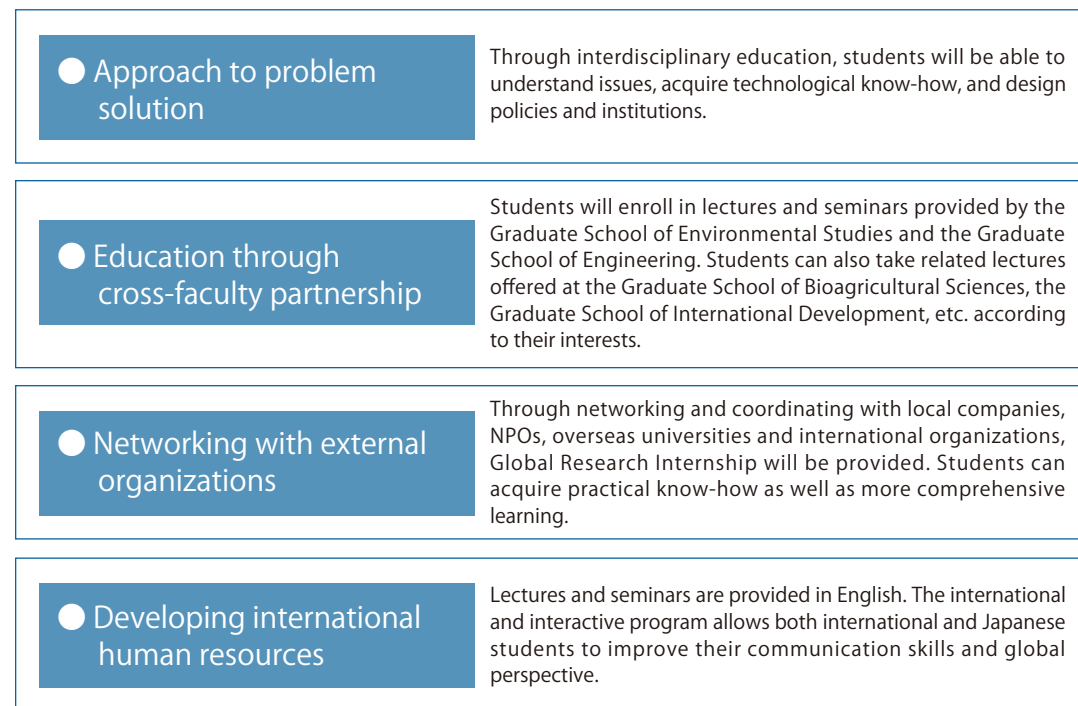 ● Approach to problem
solution
Through interdisciplinary education, students will be able to
understand issues, acquire technological know-how, and design
policies and institutions.
● Education through
cross-faculty partnership
Students will enroll in lectures and seminars provided by the
Graduate School of Environmental Studies and the Graduate
School of Engineering. Students can also take related lectures
offered at the Graduate School of Bioagricultural Sciences, the
Graduate School of International Development, etc. according
to their interests.
● Networking with external
organizations
Through networking and coordinating with local companies,
NPOs, overseas universities and international organizations,
Global Research Internship will be provided. Students can
acquire practical know-how as well as more comprehensive
learning.
● Developing international
human resources
Lectures and seminars are provided in English. The international
and interactive program allows both international and Japanese
students to improve their communication skills and global
perspective.